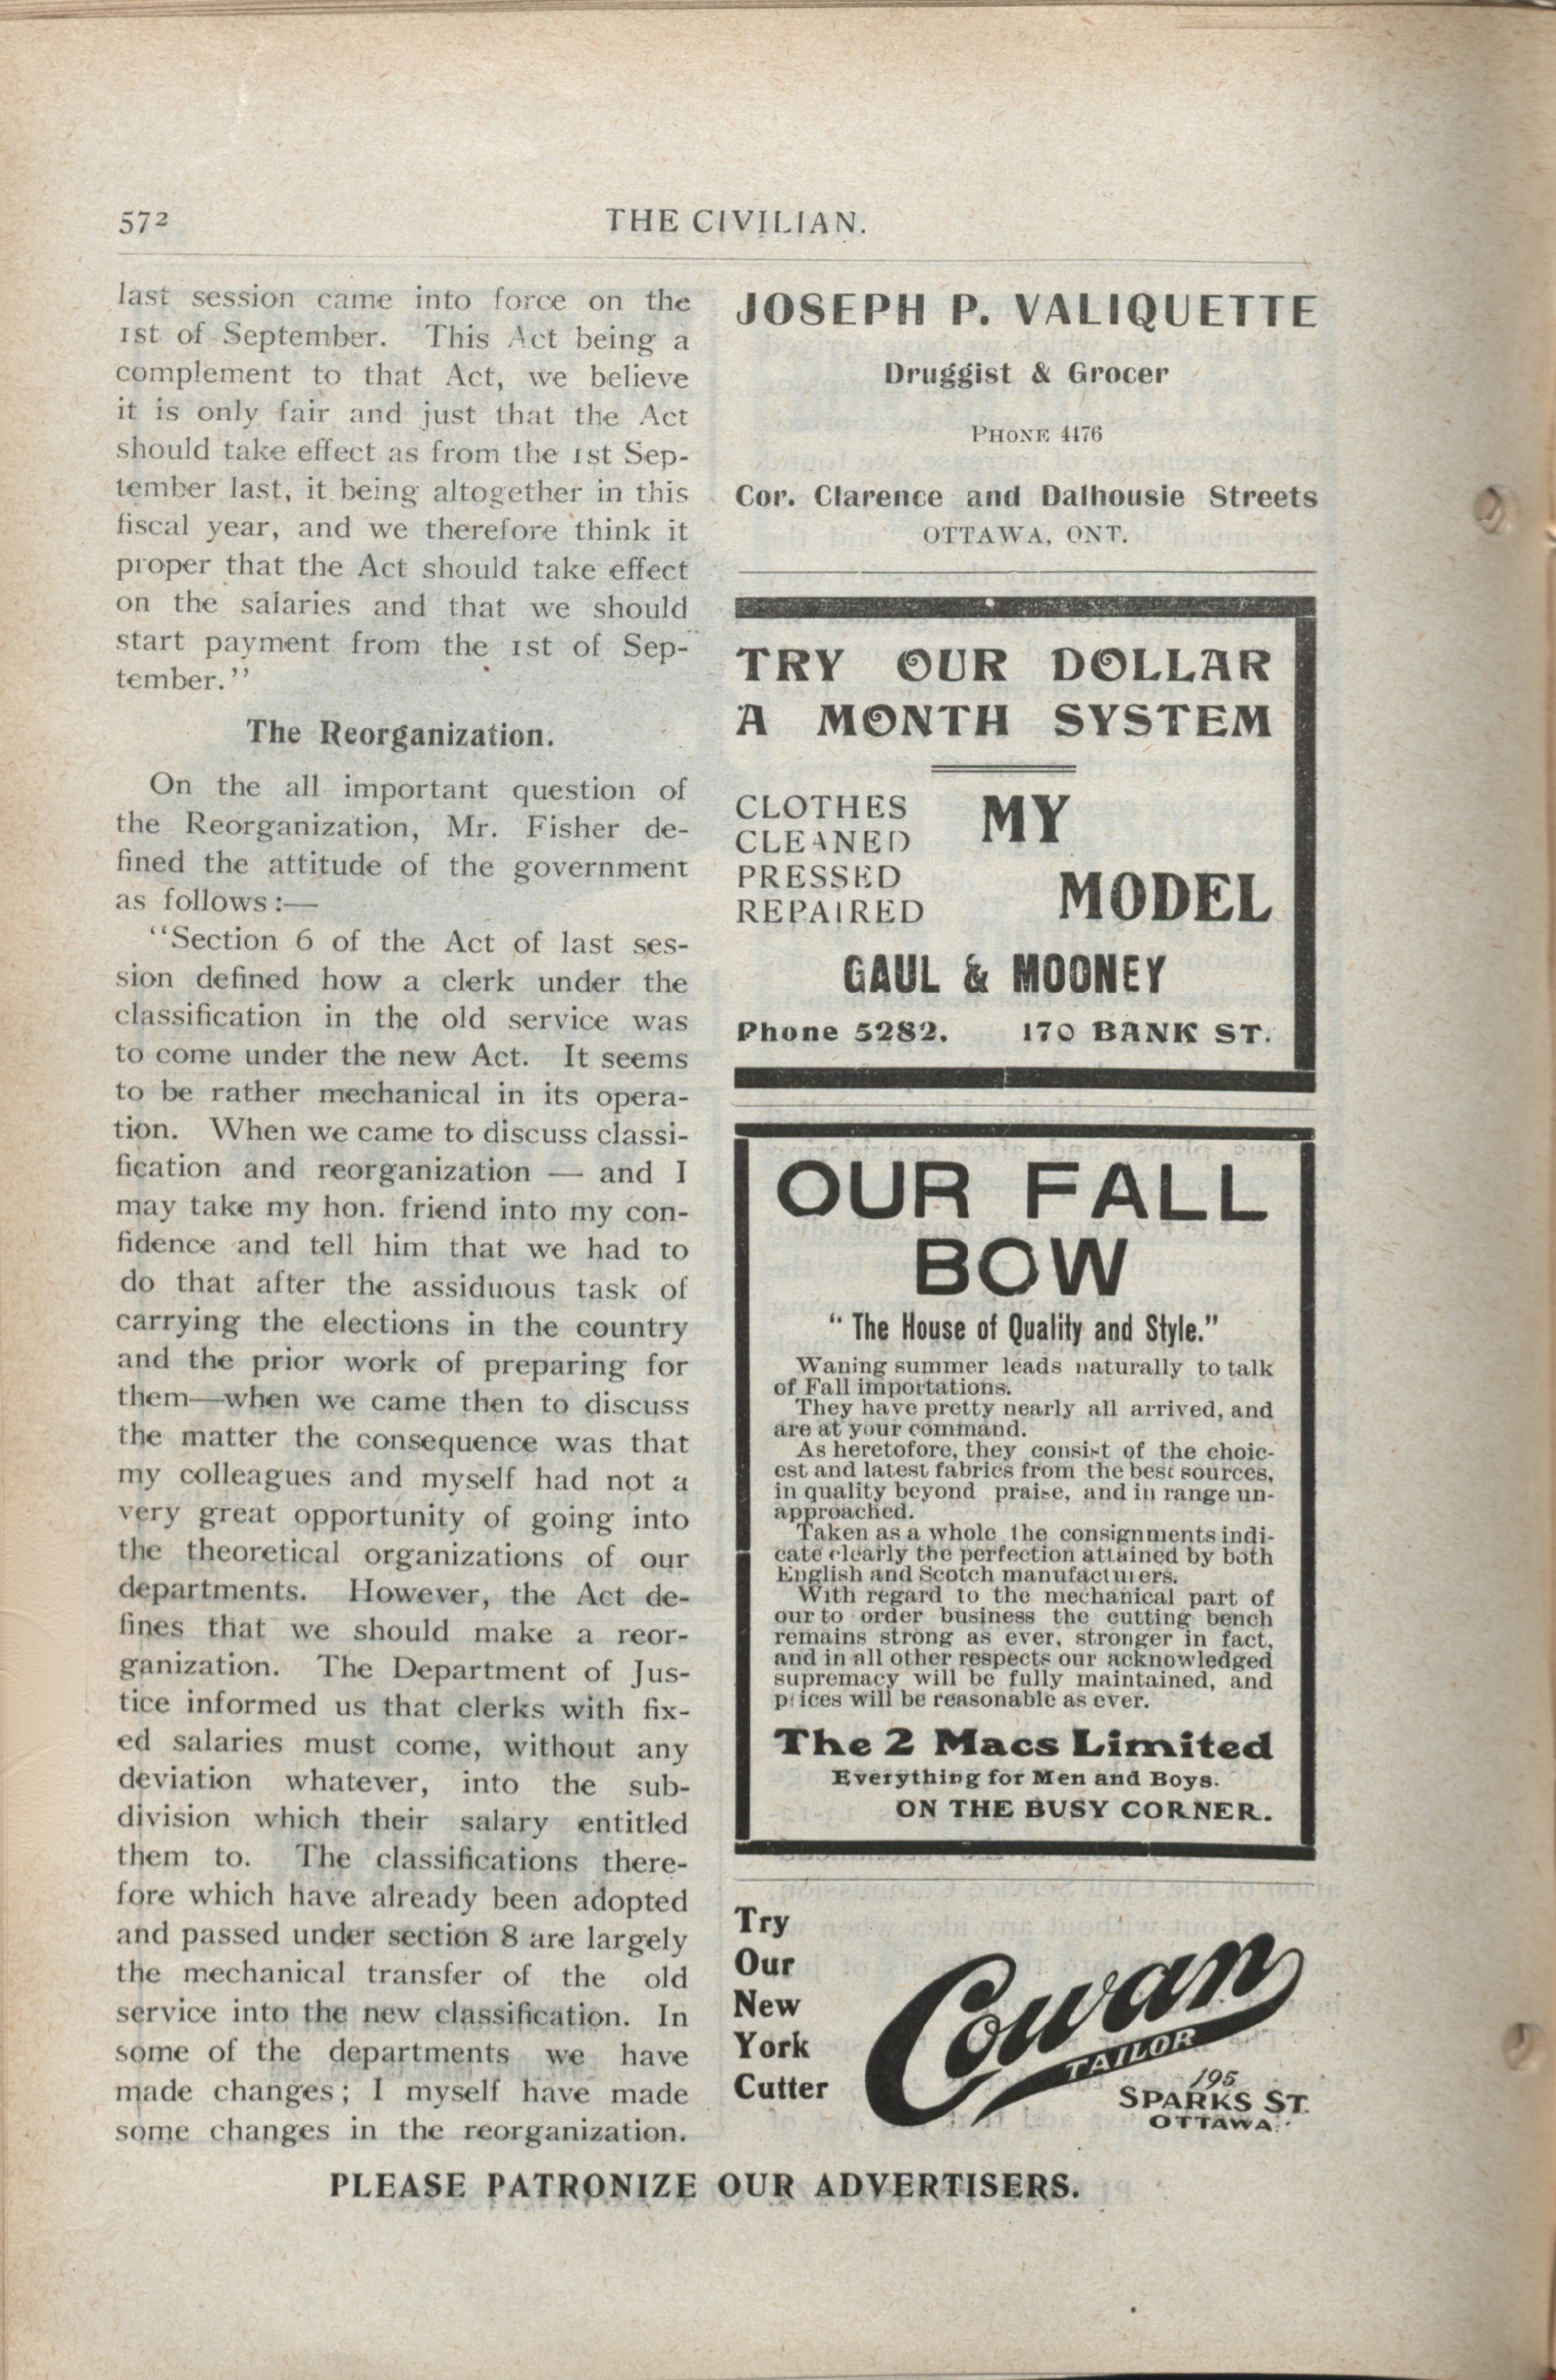 572
THE CIVILIAN.
last session came into force on the
1st of September. This Act being a
complement to that Act, we believe
it is only fair and just that the Act
should take effect as from the 1st Sep-
tember last, it being altogether in this
fiscal year, and we therefore think it
proper that the Act should take effect
on the salaries and that we should
start payment from the 1st of Sep-
tember."
The Reorganization.
On the all important question of
the Reorganization, Mr. Fisher de-
fined the attitude of the government
as follows:—
"Section 6 of the Act of last ses-
sion defined how a clerk under the
classification in the old service was
to come under the new Act. It seems
to be rather mechanical in its opera-
tion. When we came to discuss classi-
fication and reorganization — and I
may take my hon. friend into my con-
fidence and tell him that we had to
do that after the assiduous task of
carrying the elections in the country
and the prior work of preparing for
them—when we came then to discuss
the matter the consequence was that
my colleagues and myself had not a
very great opportunity of going into
the theoretical organizations of our
departments. However, the Act de-
fines that we should make a reor-
ganization. The Department of Jus-
tice informed us that clerks with fix-
ed salaries must come, without any
deviation whatever, into the sub-
division which their salary entitled
them to. The classifications there-
fore which have already been adopted
and passed under section 8 are largely
the mechanical transfer of the old
service into the new classification. In
some of the departments we have
made changes; I myself have made
some changes in the reorganization.
JOSEPH P. VALIQUETTE
Druggist & Grocer
PHONE 4476
Cor. Clarence and Dalhousie Streets
OTTAWA, ONT.
TRY OUR DOLLAR
A MONTH SYSTEM
CLOTHES
CLEANED
PRESSED
REPAIRED
MY
MODEL
GAUL & MOONEY
Phone 5282. 170 BANK ST.
OUR FALL
BOW
"The House of Quality and Style."
Waning summer leads naturally to talk
of Fall importations.
They have pretty nearly all arrived, and
are at your command.
As heretofore, they consist of the choic-
est and latest fabrics from the best sources,
in quality beyond praise, and in range un-
approached.
Taken as a whole the consignments indi-
cate clearly the perfection attained by both
English and Scotch manufacturers.
With regard to the mechanical part of
our to order business the cutting bench
remains strong as ever, stronger in fact,
and in all other respects our acknowledged
supremacy will be fully maintained, and
prices will be reasonable as ever.
The 2 Macs Limited
Everything for Men and Boys.
ON THE BUSY CORNER.
Try
Our
New
York
Cutter
Cowan
TAILOR
195
SPARKS ST.
OTTAWA.
PLEASE PATRONIZE OUR ADVERTISERS.